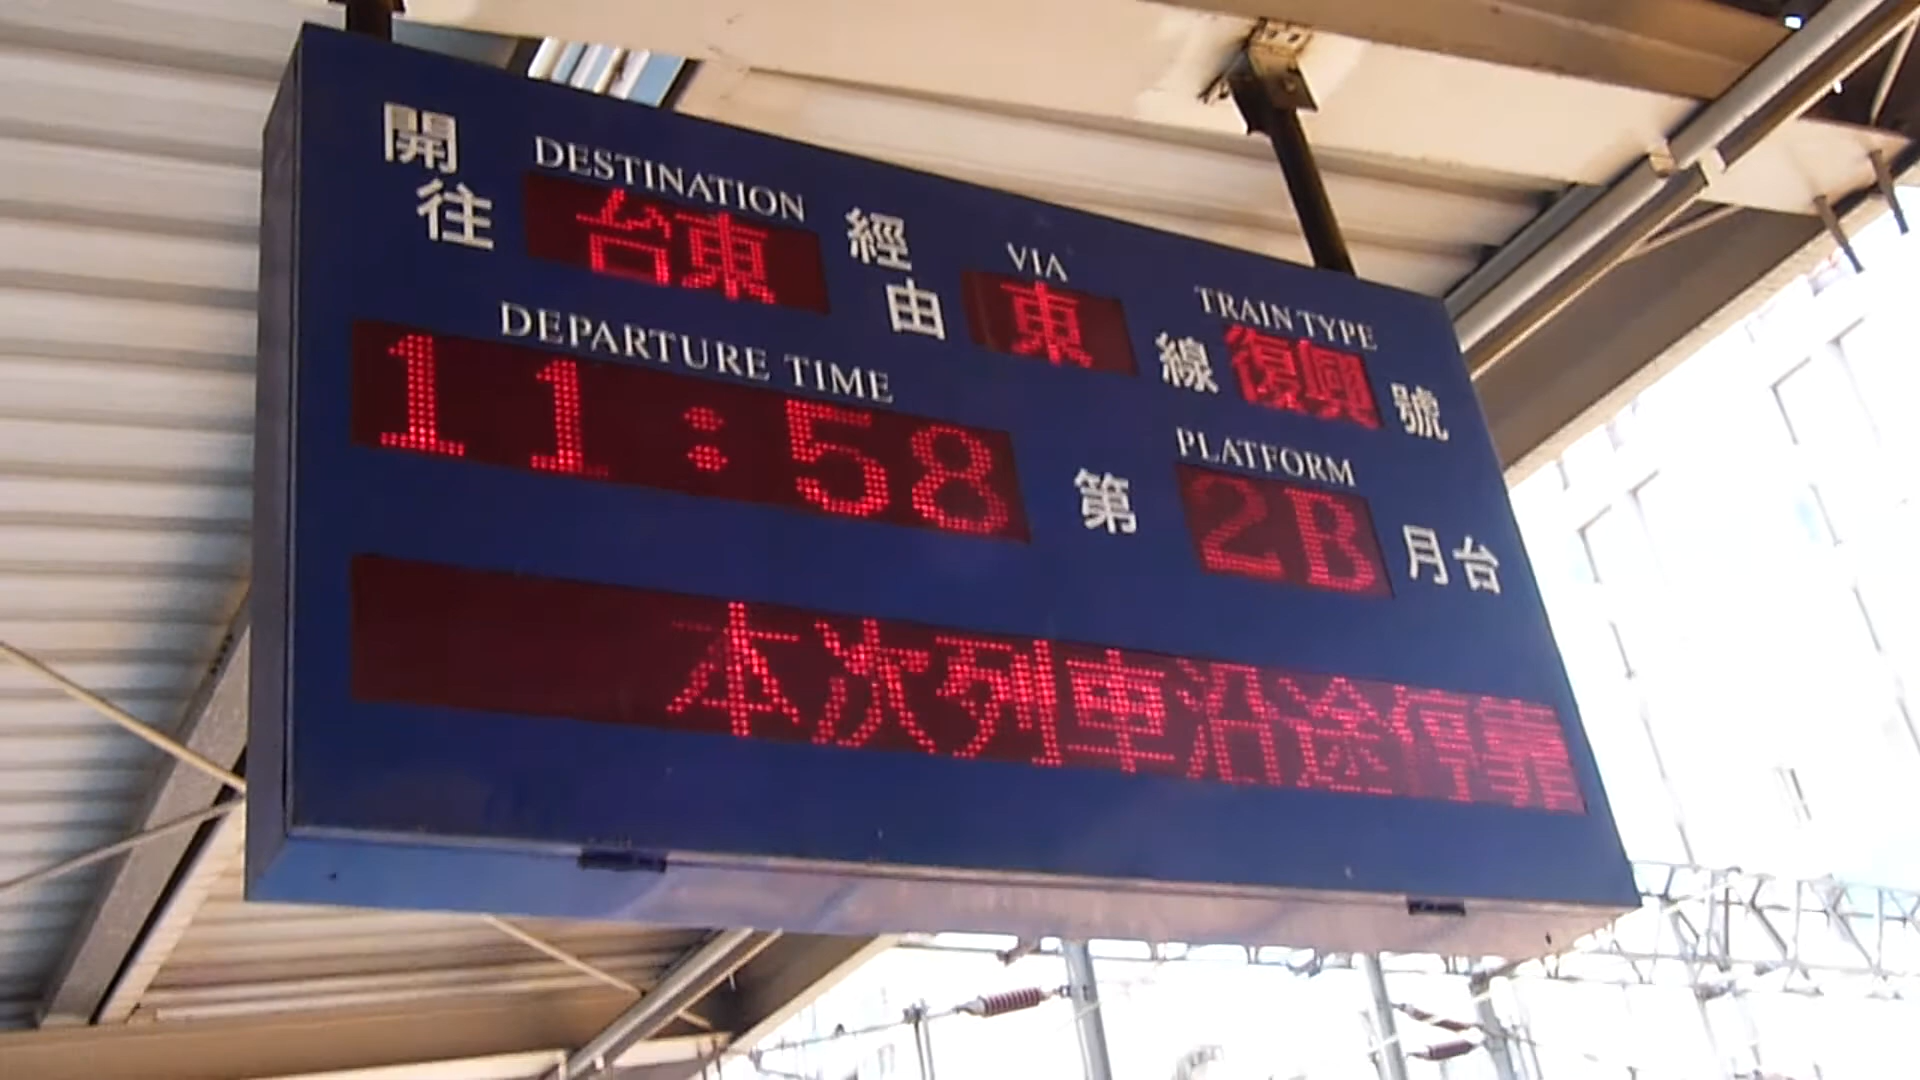 開往 DESTINATION 台東 經由 VIA 東 線 TRAIN TYPE 復興 號
DEPARTURE TIME 11:58 第 PLATFORM 2B 月台
本次列車沿途停靠